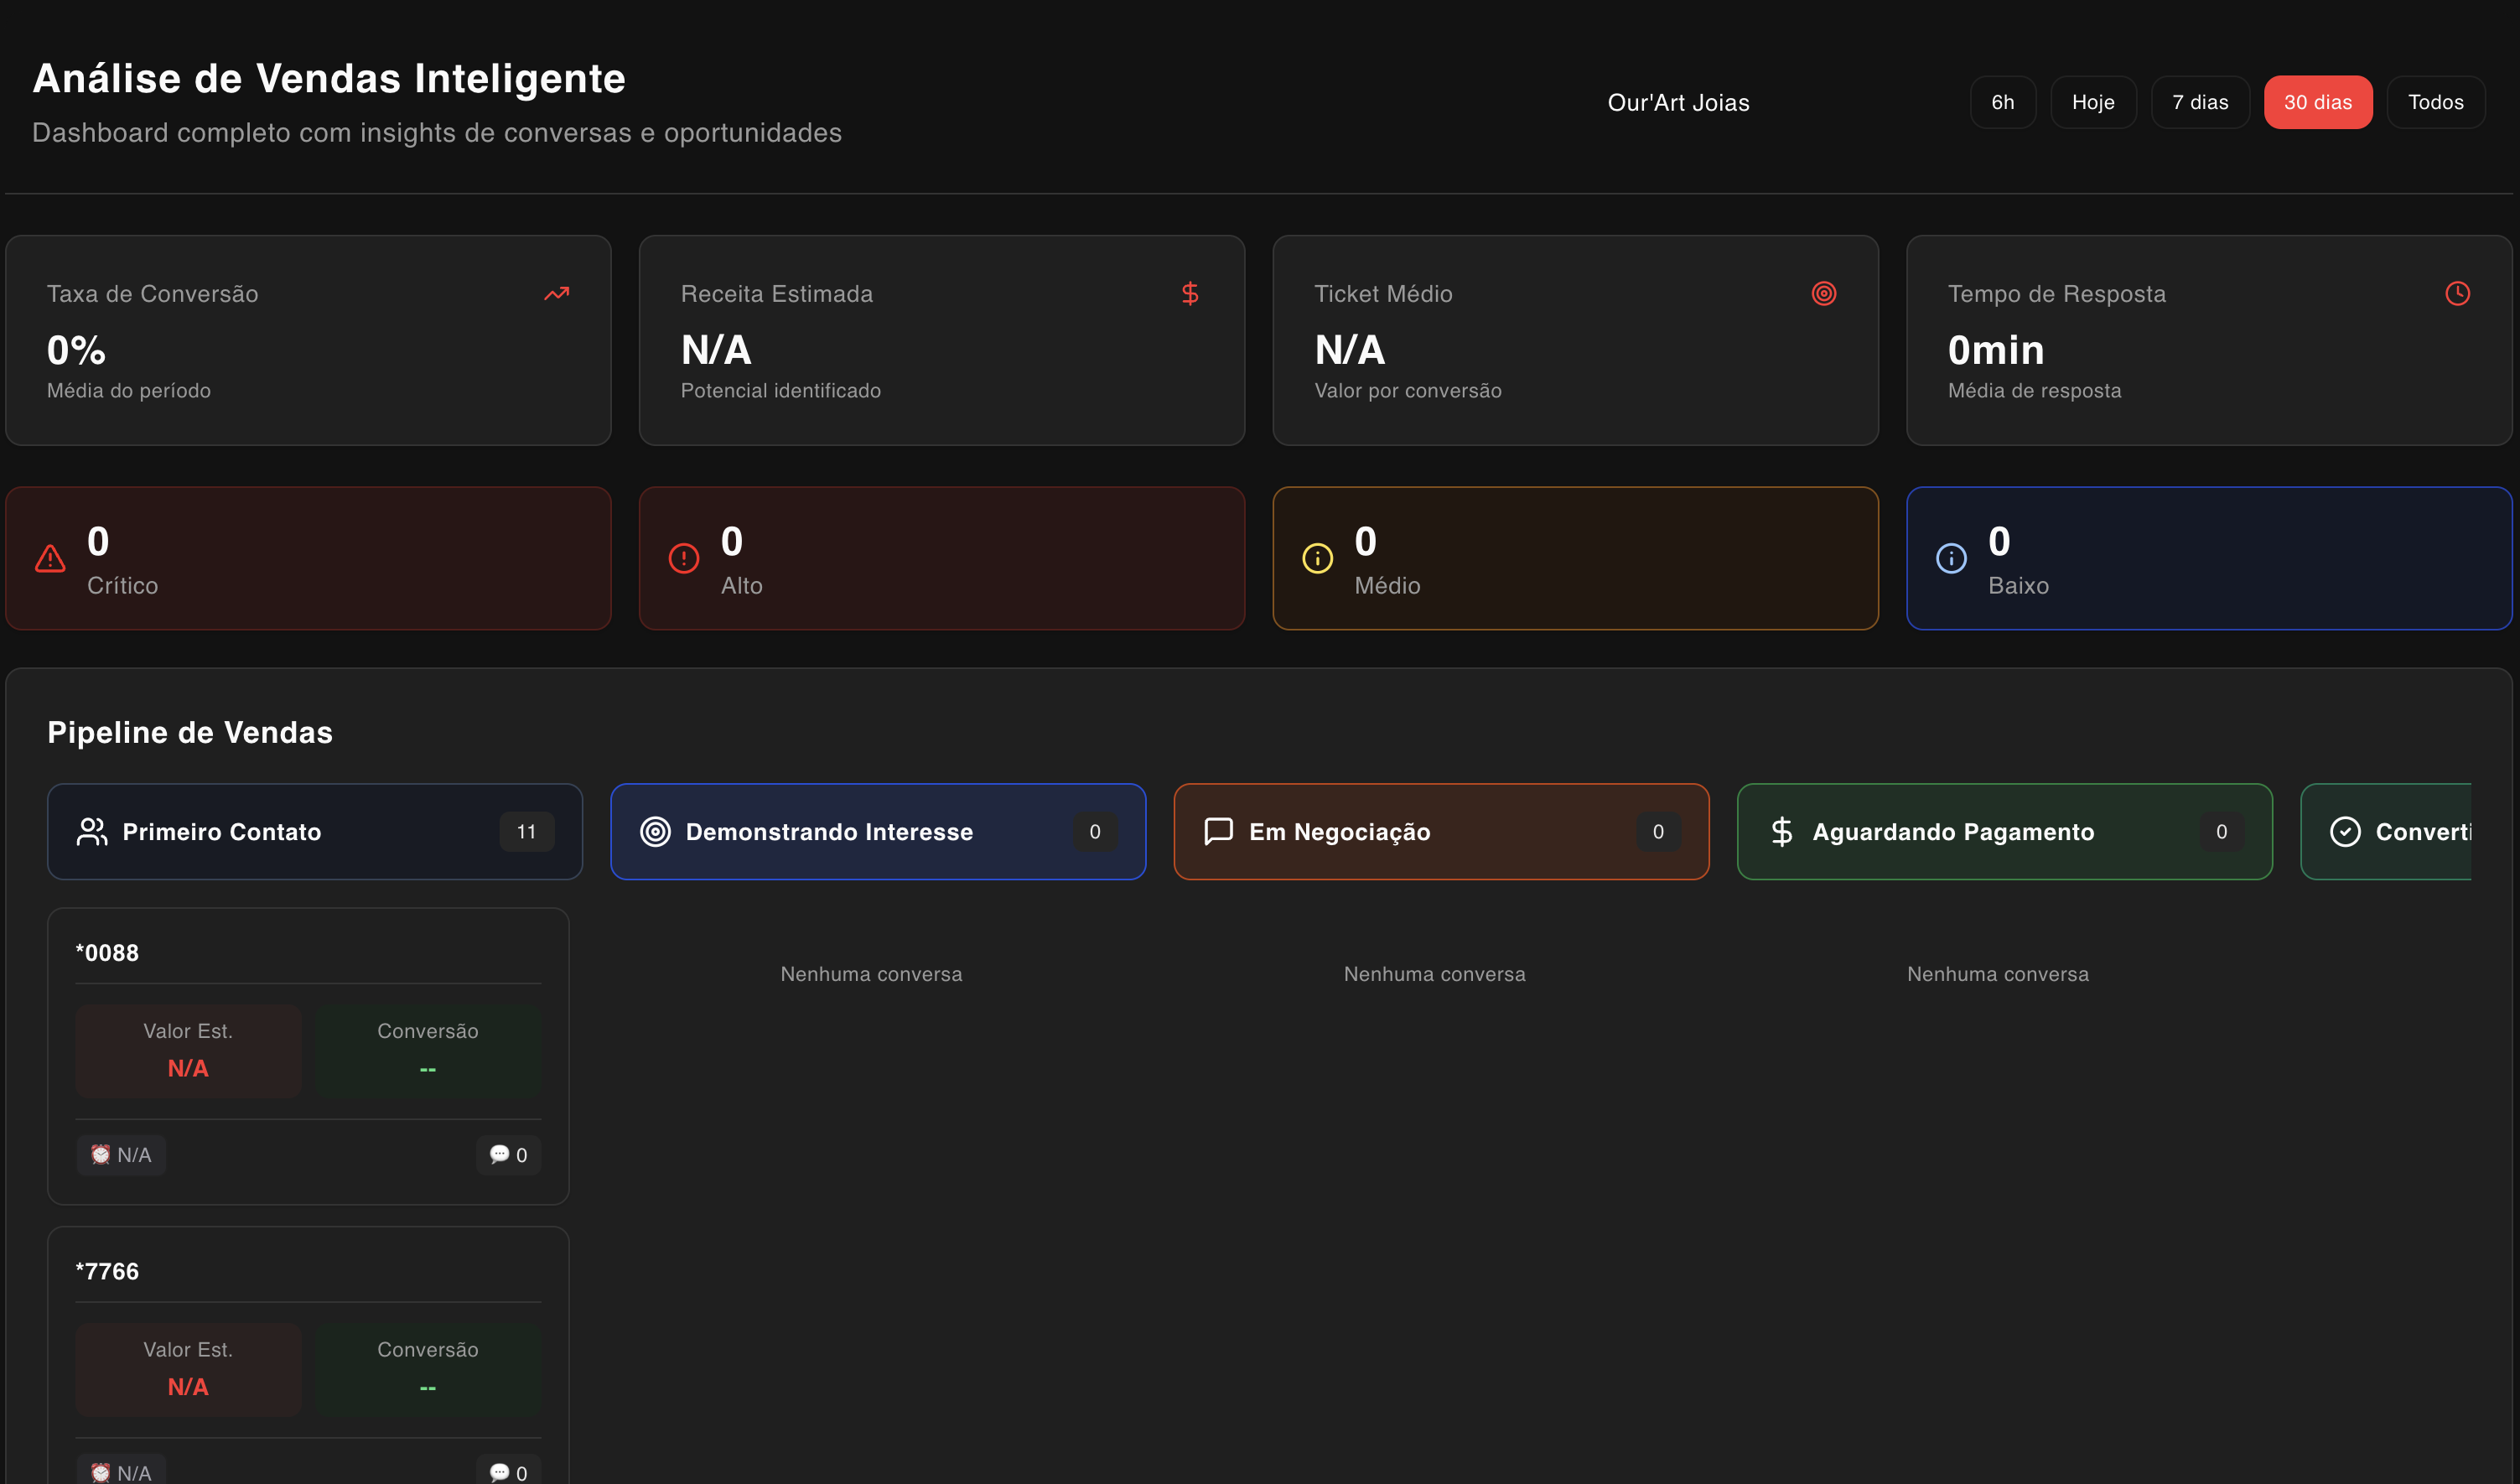 Análise de Vendas Inteligente
Dashboard completo com insights de conversas e oportunidades
Our'Art Joias
6h
Hoje
7 dias
30 dias
Todos
Taxa de Conversão
0%
Média do período
Receita Estimada
N/A
Potencial identificado
Ticket Médio
N/A
Valor por conversão
Tempo de Resposta
0min
Média de resposta
0
Crítico
0
Alto
0
Médio
0
Baixo
Pipeline de Vendas
Primeiro Contato 11
Demonstrando Interesse 0
Em Negociação 0
Aguardando Pagamento 0
Converti
*0088
Valor Est.
N/A
Conversão
--
⏰ N/A
💬 0
Nenhuma conversa
Nenhuma conversa
Nenhuma conversa
*7766
Valor Est.
N/A
Conversão
--
⏰ N/A
💬 0